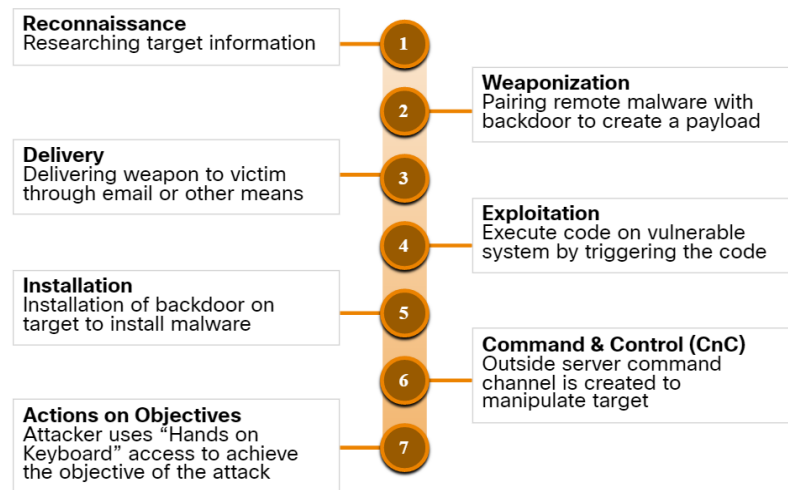 Reconnaissance
Researching target information
1
Weaponization
Pairing remote malware with
backdoor to create a payload
2
Delivery
Delivering weapon to victim
through email or other means
3
Exploitation
Execute code on vulnerable
system by triggering the code
4
Installation
Installation of backdoor on
target to install malware
5
Command & Control (CnC)
Outside server command
channel is created to
manipulate target
6
Actions on Objectives
Attacker uses “Hands on
Keyboard” access to achieve
the objective of the attack
7